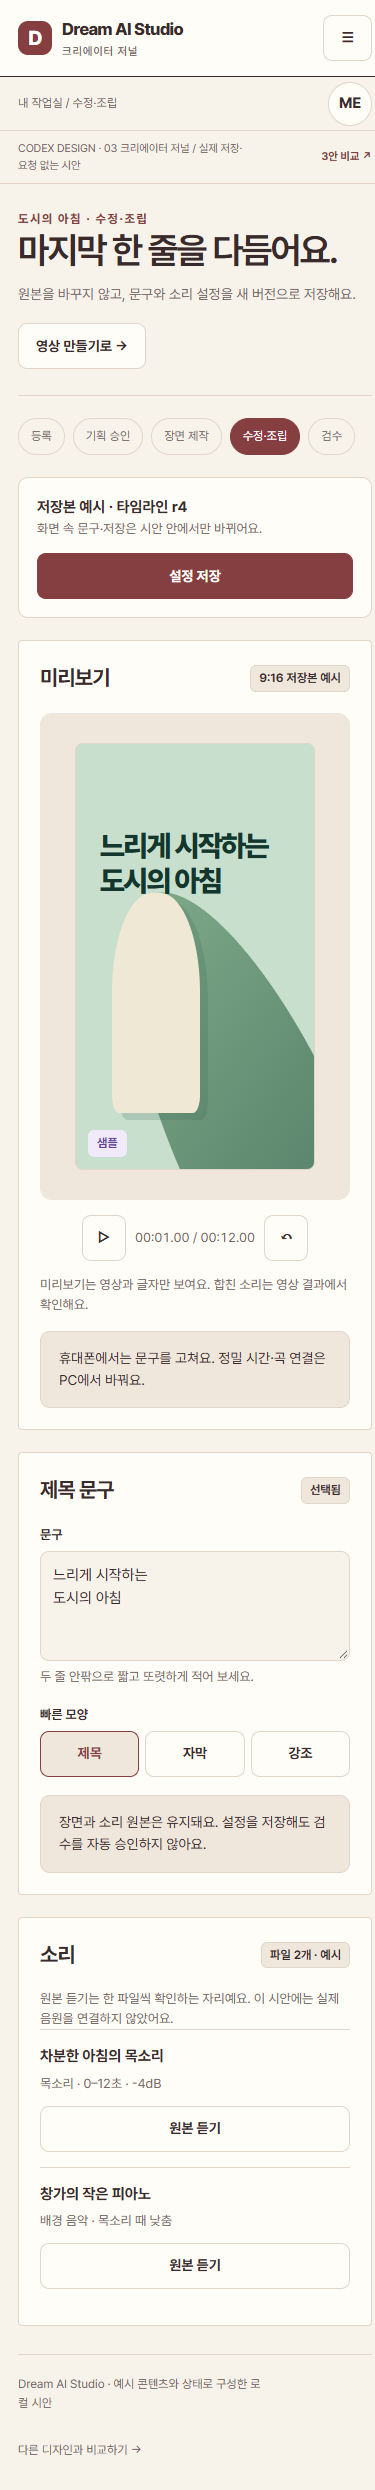 D
Dream AI Studio
크리에이터 저널
☰
내 작업실 / 수정·조립
ME
CODEX DESIGN · 03 크리에이터 저널 / 실제 저장·
요청 없는 시안
3안 비교 ↗
도시의 아침 · 수정·조립
마지막 한 줄을 다듬어요.
원본을 바꾸지 않고, 문구와 소리 설정을 새 버전으로 저장해요.
영상 만들기로 →
등록
기획 승인
장면 제작
수정·조립
검수
저장본 예시 · 타임라인 r4
화면 속 문구·저장은 시안 안에서만 바뀌어요.
설정 저장
미리보기
9:16 저장본 예시
느리게 시작하는
도시의 아침
샘플
00:01.00 / 00:12.00
미리보기는 영상과 글자만 보여요. 합친 소리는 영상 결과에서
확인해요.
휴대폰에서는 문구를 고쳐요. 정밀 시간·곡 연결은
PC에서 바꿔요.
제목 문구
선택됨
문구
느리게 시작하는
도시의 아침
두 줄 안팎으로 짧고 또렷하게 적어 보세요.
빠른 모양
제목
자막
강조
장면과 소리 원본은 유지돼요. 설정을 저장해도 검
수를 자동 승인하지 않아요.
소리
파일 2개 · 예시
원본 듣기는 한 파일씩 확인하는 자리예요. 이 시안에는 실제
음원을 연결하지 않았어요.
차분한 아침의 목소리
목소리 · 0–12초 · -4dB
원본 듣기
창가의 작은 피아노
배경 음악 · 목소리 때 낮춤
원본 듣기
Dream AI Studio · 예시 콘텐츠와 상태로 구성한 로
컬 시안
다른 디자인과 비교하기 →